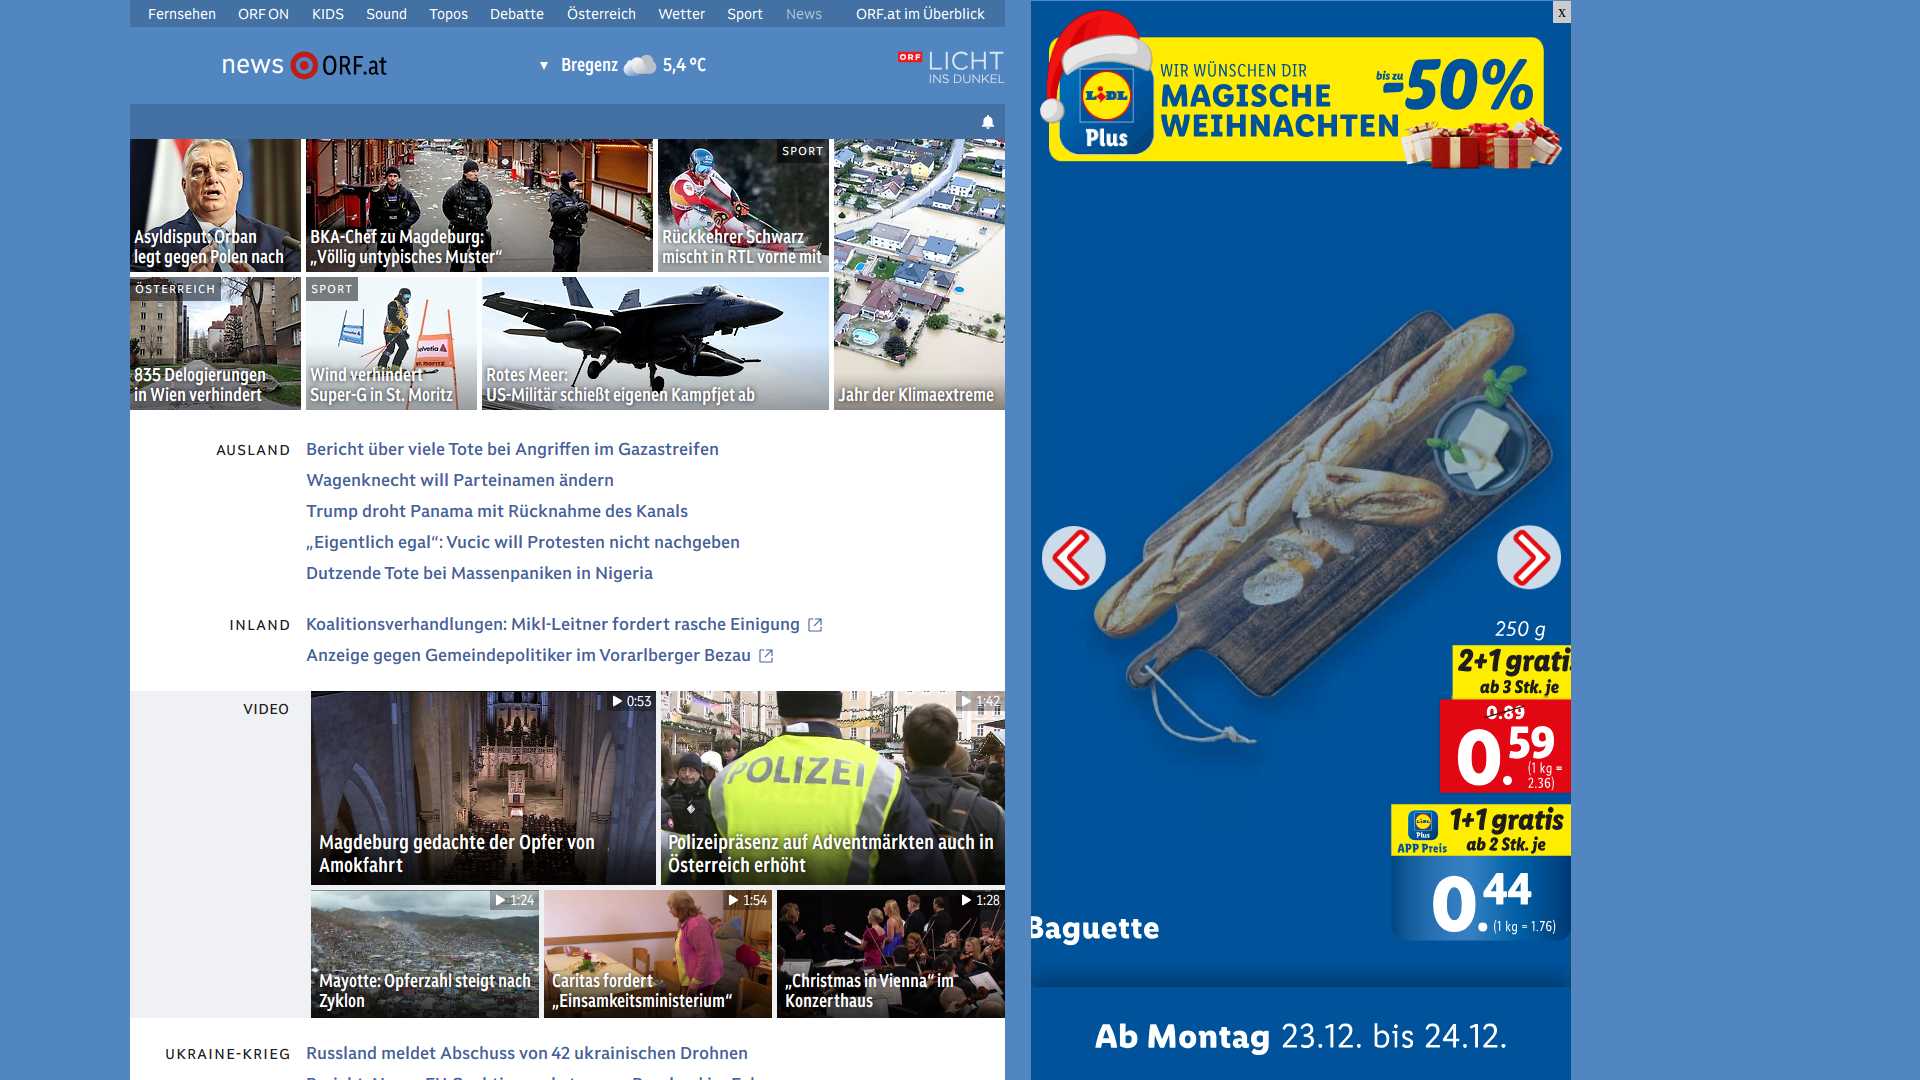 Fernsehen ORF ON KIDS Sound Topos Debatte Österreich Wetter Sport News ORF.at im Überblick
news ORF.at
▼ Bregenz 5,4 °C
ORF LICHT
INS DUNKEL
Asyldisput: Orban
legt gegen Polen nach
BKA-Chef zu Magdeburg:
„Völlig untypisches Muster“
SPORT
Rückkehrer Schwarz
mischt in RTL vorne mit
ÖSTERREICH
835 Delogierungen
in Wien verhindert
SPORT
Wind verhindert
Super-G in St. Moritz
Rotes Meer:
US-Militär schießt eigenen Kampfjet ab
Jahr der Klimaextreme
AUSLAND
Bericht über viele Tote bei Angriffen im Gazastreifen
Wagenknecht will Parteinamen ändern
Trump droht Panama mit Rücknahme des Kanals
„Eigentlich egal“: Vucic will Protesten nicht nachgeben
Dutzende Tote bei Massenpaniken in Nigeria
INLAND
Koalitionsverhandlungen: Mikl-Leitner fordert rasche Einigung
Anzeige gegen Gemeindepolitiker im Vorarlberger Bezau
VIDEO
0:53
Magdeburg gedachte der Opfer von
Amokfahrt
1:42
POLIZEI
Polizeipräsenz auf Adventmärkten auch in
Österreich erhöht
1:24
Mayotte: Opferzahl steigt nach
Zyklon
1:54
Caritas fordert
„Einsamkeitsministerium“
1:28
„Christmas in Vienna“ im
Konzerthaus
UKRAINE-KRIEG
Russland meldet Abschuss von 42 ukrainischen Drohnen
x
LIDL
Plus
WIR WÜNSCHEN DIR
MAGISCHE
WEIHNACHTEN
bis zu
-50%
250 g
2+1 grati
ab 3 Stk. je
0.89
0.59
(1 kg =
2.36)
LIDL
Plus
APP Preis
1+1 gratis
ab 2 Stk. je
0.44
(1 kg = 1.76)
Baguette
Ab Montag 23.12. bis 24.12.